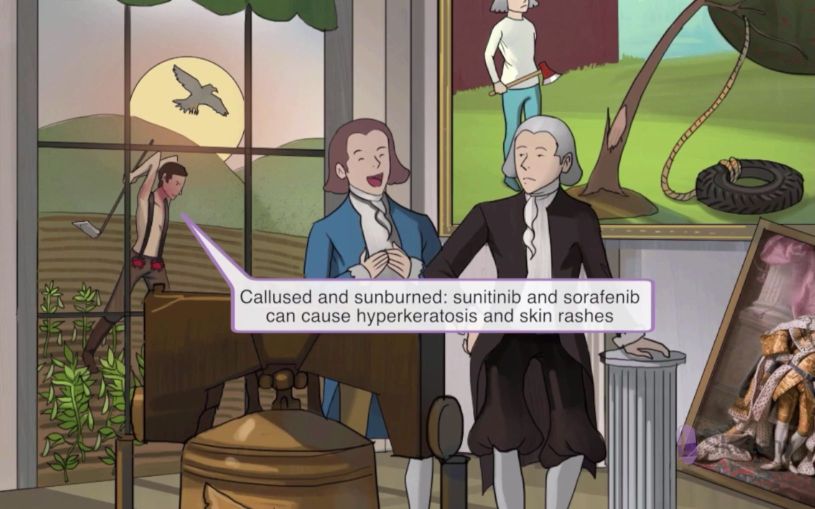 Callused and sunburned: sunitinib and sorafenib
can cause hyperkeratosis and skin rashes